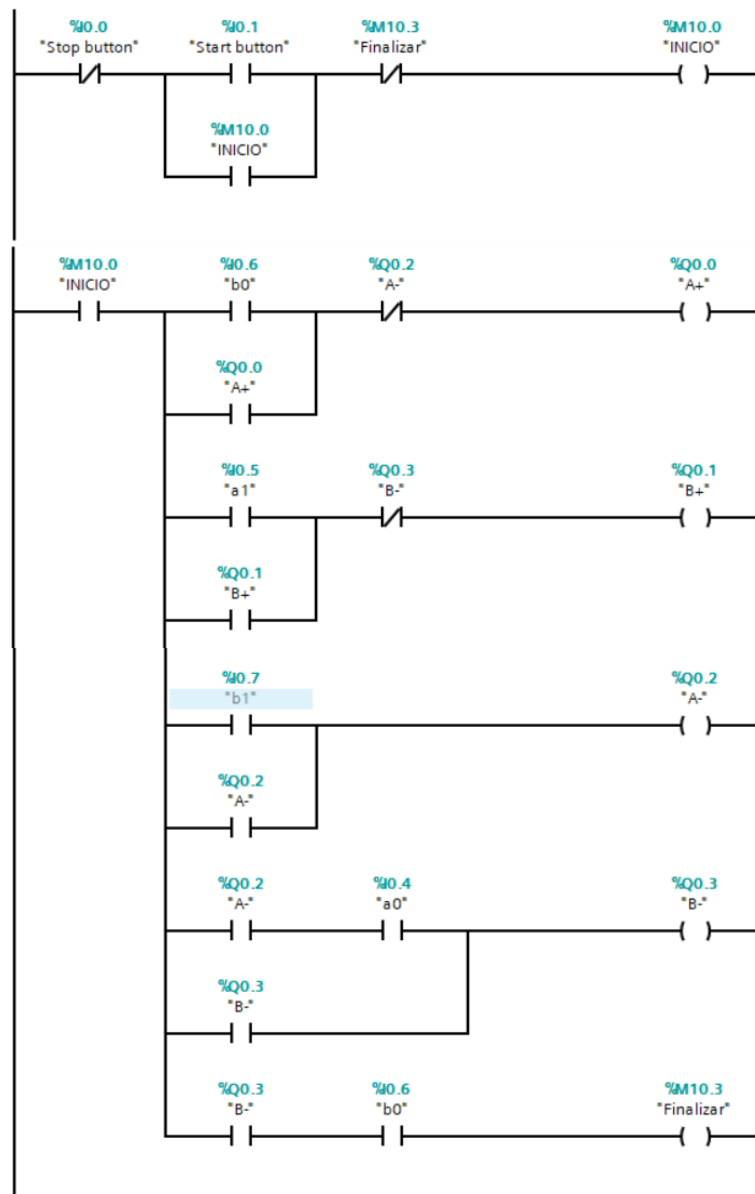 %I0.0 %I0.1 %M10.3 %M10.0
"Stop button" "Start button" "Finalizar" "INICIO"
%M10.0
"INICIO"
%M10.0 %I0.6 %Q0.2 %Q0.0
"INICIO" "b0" "A-" "A+"
%Q0.0
"A+"
%I0.5 %Q0.3 %Q0.1
"a1" "B-" "B+"
%Q0.1
"B+"
%I0.7 %Q0.2
"b1" "A-"
%Q0.2
"A-"
%Q0.2 %I0.4 %Q0.3
"A-" "a0" "B-"
%Q0.3
"B-"
%Q0.3 %I0.6 %M10.3
"B-" "b0" "Finalizar"